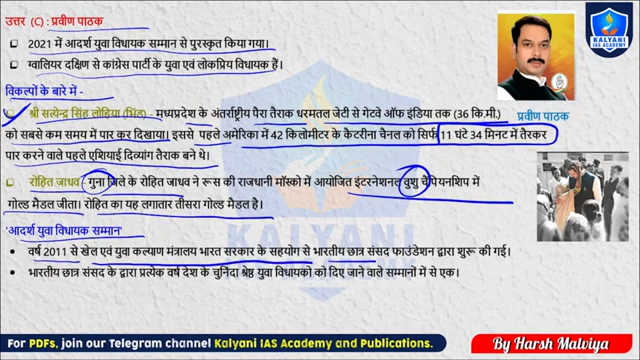 उत्तर (C) : प्रवीण पाठक
2021 में आदर्श युवा विधायक सम्मान से पुरस्कृत किया गया।
ग्वालियर दक्षिण से कांग्रेस पार्टी के युवा एवं लोकप्रिय विधायक हैं।
विकल्पों के बारे में -
श्री सत्येन्द्र सिंह लोहिया (भिंड) - मध्यप्रदेश के अंतर्राष्ट्रीय पैरा तैराक धरमतल जेटी से गेटवे ऑफ इंडिया तक (36 कि.मी.)
को सबसे कम समय में पार कर दिखाया। इससे पहले अमेरिका में 42 किलोमीटर के कैटरीना चैनल को सिर्फ 11 घंटे 34 मिनट में तैरकर
पार करने वाले पहले एशियाई दिव्यांग तैराक बने थे।
रोहित जाधव - गुना जिले के रोहित जाधव ने रूस की राजधानी मॉस्को में आयोजित इंटरनेशनल वुशु चैंपियनशिप में
गोल्ड मैडल जीता। रोहित का यह लगातार तीसरा गोल्ड मैडल है।
'आदर्श युवा विधायक सम्मान'
वर्ष 2011 से खेल एवं युवा कल्याण मंत्रालय भारत सरकार के सहयोग से भारतीय छात्र संसद फाउंडेशन द्वारा शुरू की गई।
भारतीय छात्र संसद के द्वारा प्रत्येक वर्ष देश के चुनिंदा श्रेष्ठ युवा विधायकों को दिए जाने वाले सम्मानों में से एक।
प्रवीण पाठक
KALYANI
IAS ACADEMY
KALYANI
For PDFs, join our Telegram channel Kalyani IAS Academy and Publications.
By Harsh Malviya